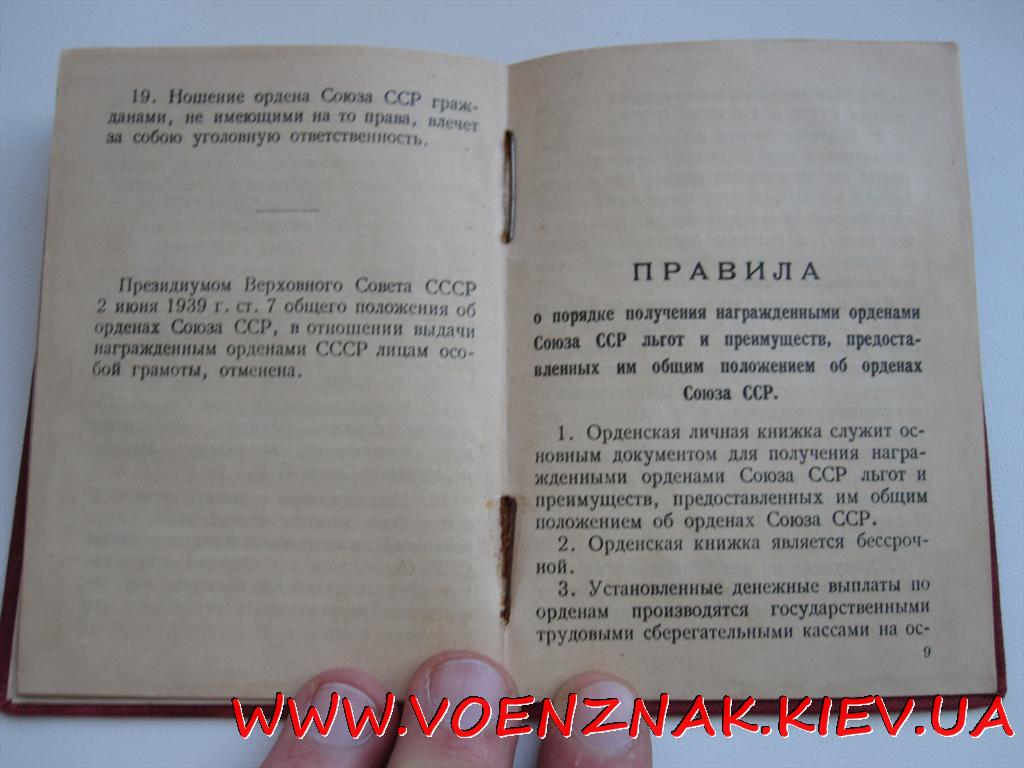 19. Ношение ордена Союза ССР граж-
данами, не имеющими на то права, влечет
за собою уголовную ответственность.
Президиумом Верховного Совета СССР
2 июня 1939 г. ст. 7 общего положения об
орденах Союза ССР, в отношении выдачи
награжденным орденами СССР лицам осо-
бой грамоты, отменена.
ПРАВИЛА
о порядке получения награжденными орденами
Союза ССР льгот и преимуществ, предоста-
вленных им общим положением об орденах
Союза ССР.
1. Орденская личная книжка служит ос-
новным документом для получения награ-
жденными орденами Союза ССР льгот и
преимуществ, предоставленных им общим
положением об орденах Союза ССР.
2. Орденская книжка является бессроч-
ной.
3. Установленные денежные выплаты по
орденам производятся государственными
трудовыми сберегательными кассами на ос-
9
WWW.VOENZNAK.KIEV.UA